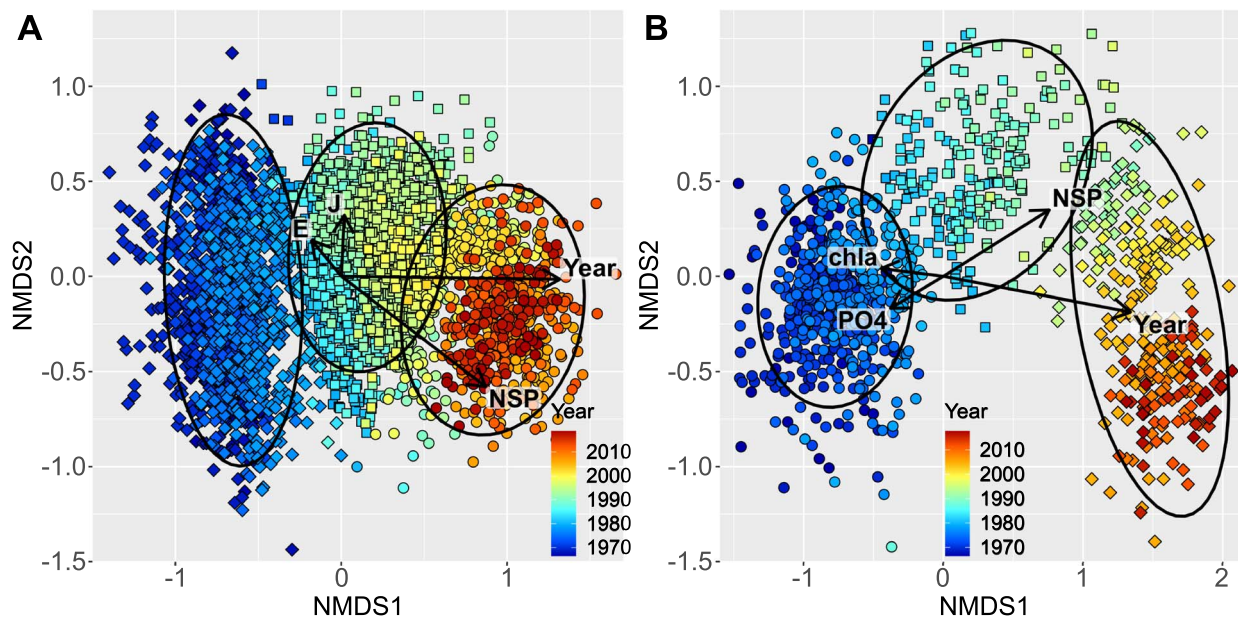 A
1.0-
0.5-
0.0-
-0.5-
-1.0-
-1.5-
NMDS2
-1
0
1
NMDS1
J
E
Year
NSP
Year
2010
2000
1990
1980
1970
B
1.0-
0.5-
0.0-
-0.5-
-1.0-
-1.5-
NMDS2
-1
0
1
2
NMDS1
NSP
chla
PO4
Year
Year
2010
2000
1990
1980
1970